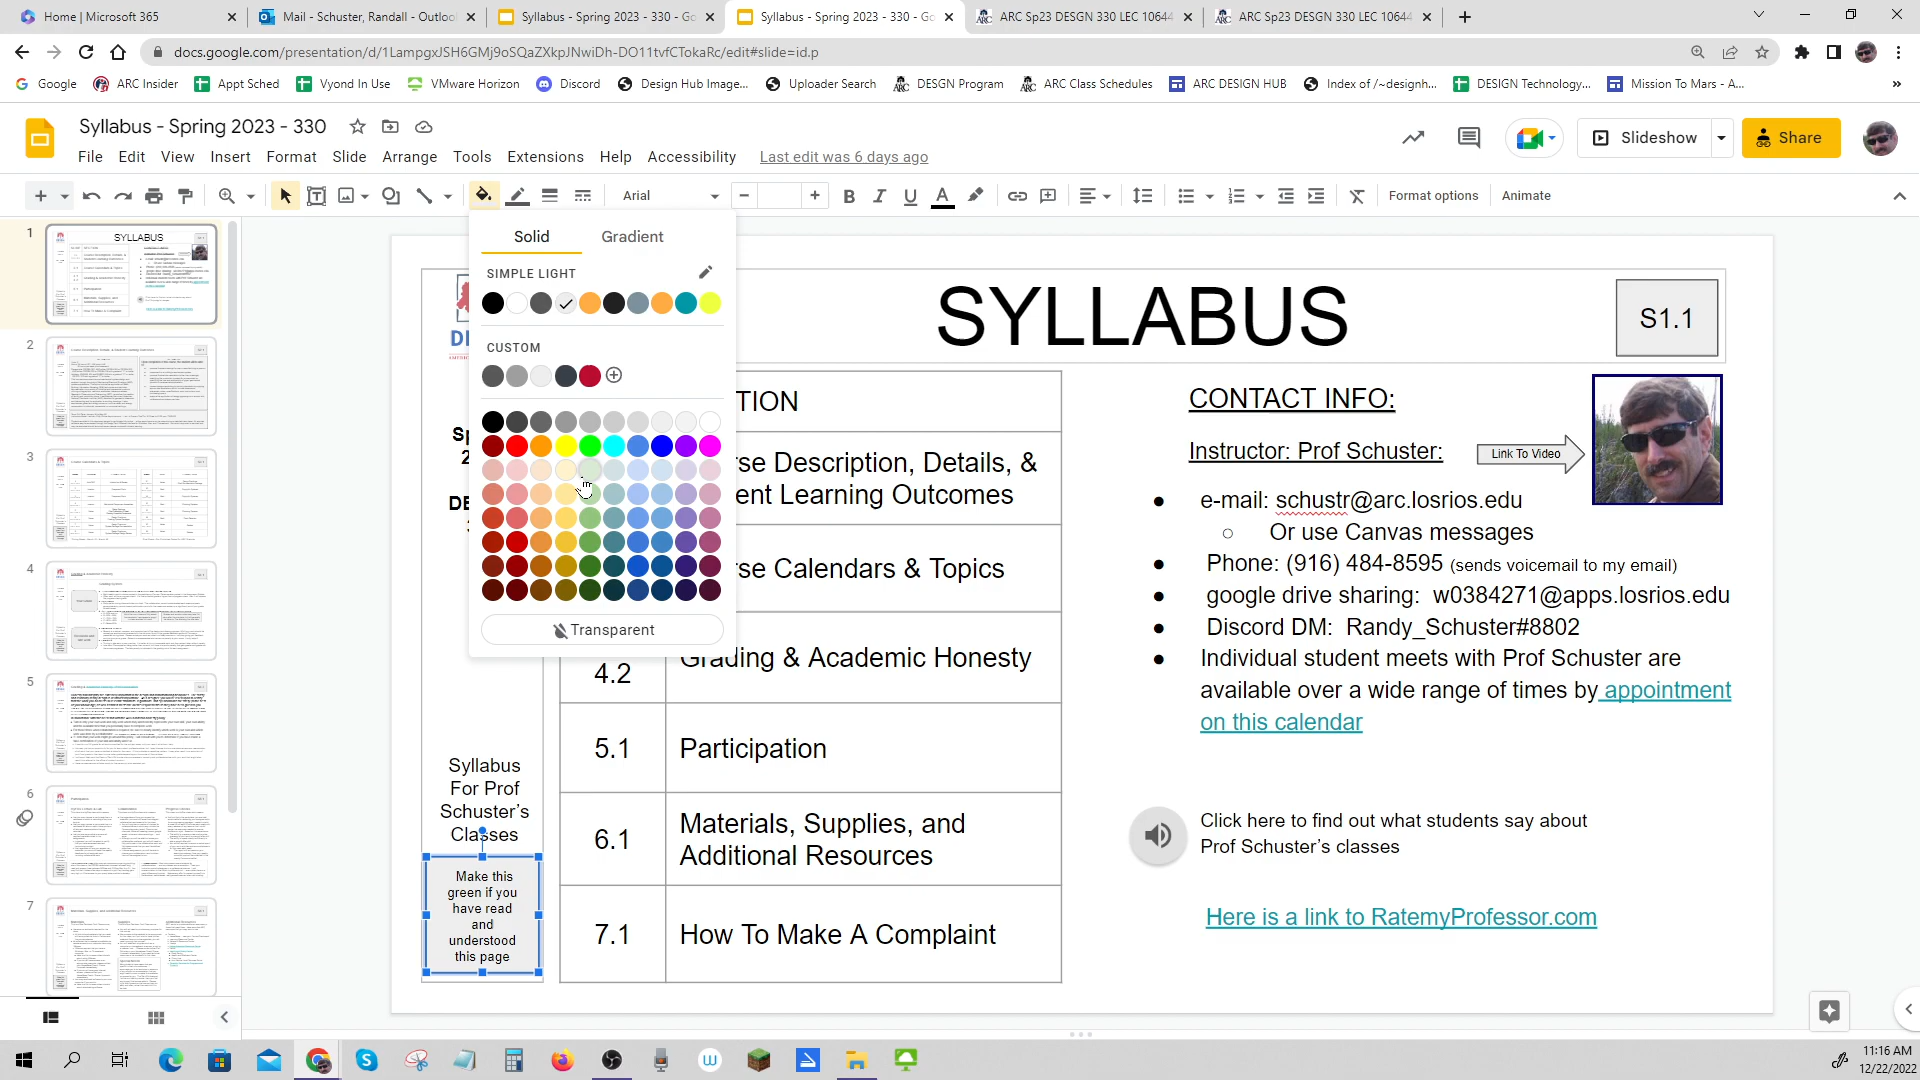 Home | Microsoft 365
Mail - Schuster, Randall - Outlool
Syllabus - Spring 2023 - 330 - Go
Syllabus - Spring 2023 - 330 - Go
ARC Sp23 DESGN 330 LEC 10644
ARC Sp23 DESGN 330 LEC 10644
docs.google.com/presentation/d/1LampgxJSH6GMj9oSQaZXkpJNwiDh-DO11tvfCTokaRc/edit#slide=id.p
Google
ARC Insider
Appt Sched
Vyond In Use
VMware Horizon
Discord
Design Hub Image...
Uploader Search
DESGN Program
ARC Class Schedules
ARC DESIGN HUB
Index of /~designh...
DESIGN Technology...
Mission To Mars - A...
Syllabus - Spring 2023 - 330
File Edit View Insert Format Slide Arrange Tools Extensions Help Accessibility Last edit was 6 days ago
Slideshow
Share
Arial
Format options
Animate
Solid
Gradient
SIMPLE LIGHT
CUSTOM
Transparent
1
SYLLABUS
2
3
4
5
6
7
SYLLABUS
S1.1
TION
rse Description, Details, &
ent Learning Outcomes
rse Calendars & Topics
4.2
Grading & Academic Honesty
5.1
Participation
6.1
Materials, Supplies, and
Additional Resources
7.1
How To Make A Complaint
Syllabus
For Prof
Schuster's
Classes
Make this
green if you
have read
and
understood
this page
CONTACT INFO:
Instructor: Prof Schuster:
Link To Video
● e-mail: schustr@arc.losrios.edu
○ Or use Canvas messages
● Phone: (916) 484-8595 (sends voicemail to my email)
● google drive sharing: w0384271@apps.losrios.edu
● Discord DM: Randy_Schuster#8802
● Individual student meets with Prof Schuster are
available over a wide range of times by appointment
on this calendar
Click here to find out what students say about
Prof Schuster's classes
Here is a link to RatemyProfessor.com
11:16 AM
12/22/2022